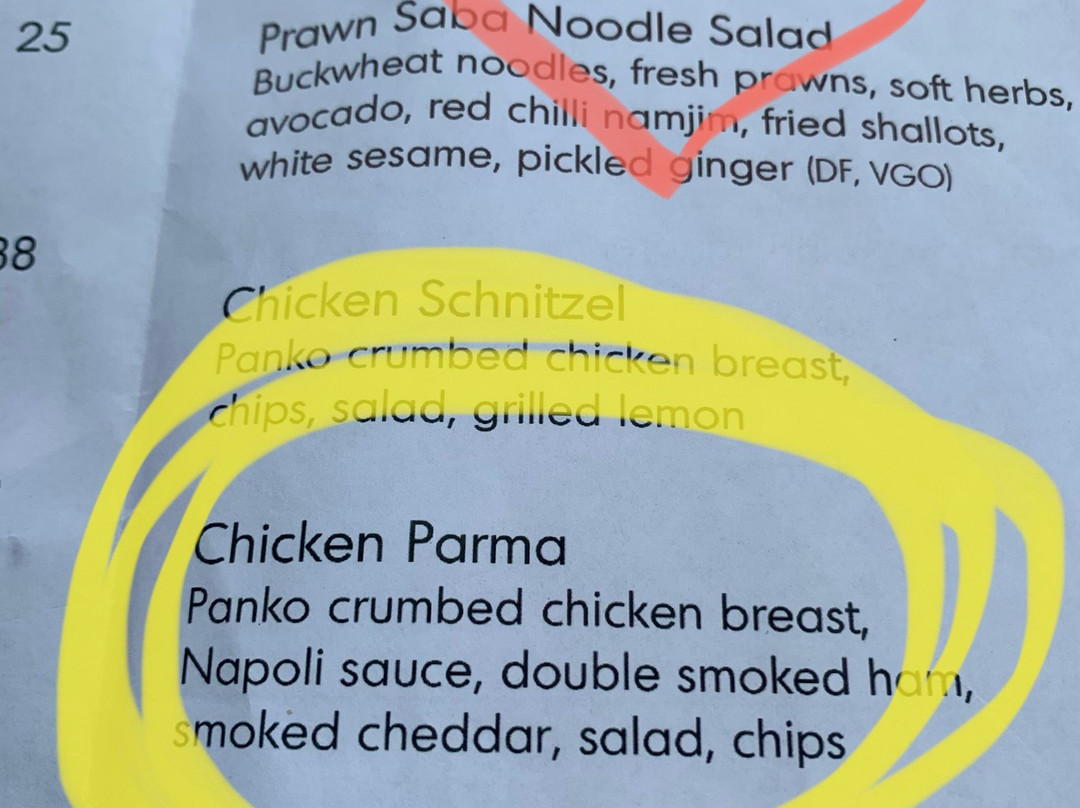 25
Prawn Saba Noodle Salad
Buckwheat noodles, fresh prawns, soft herbs,
avocado, red chilli namjim, fried shallots,
white sesame, pickled ginger (DF, VGO)
38
Chicken Schnitzel
Panko crumbed chicken breast,
chips, salad, grilled lemon
Chicken Parma
Panko crumbed chicken breast,
Napoli sauce, double smoked ham,
smoked cheddar, salad, chips